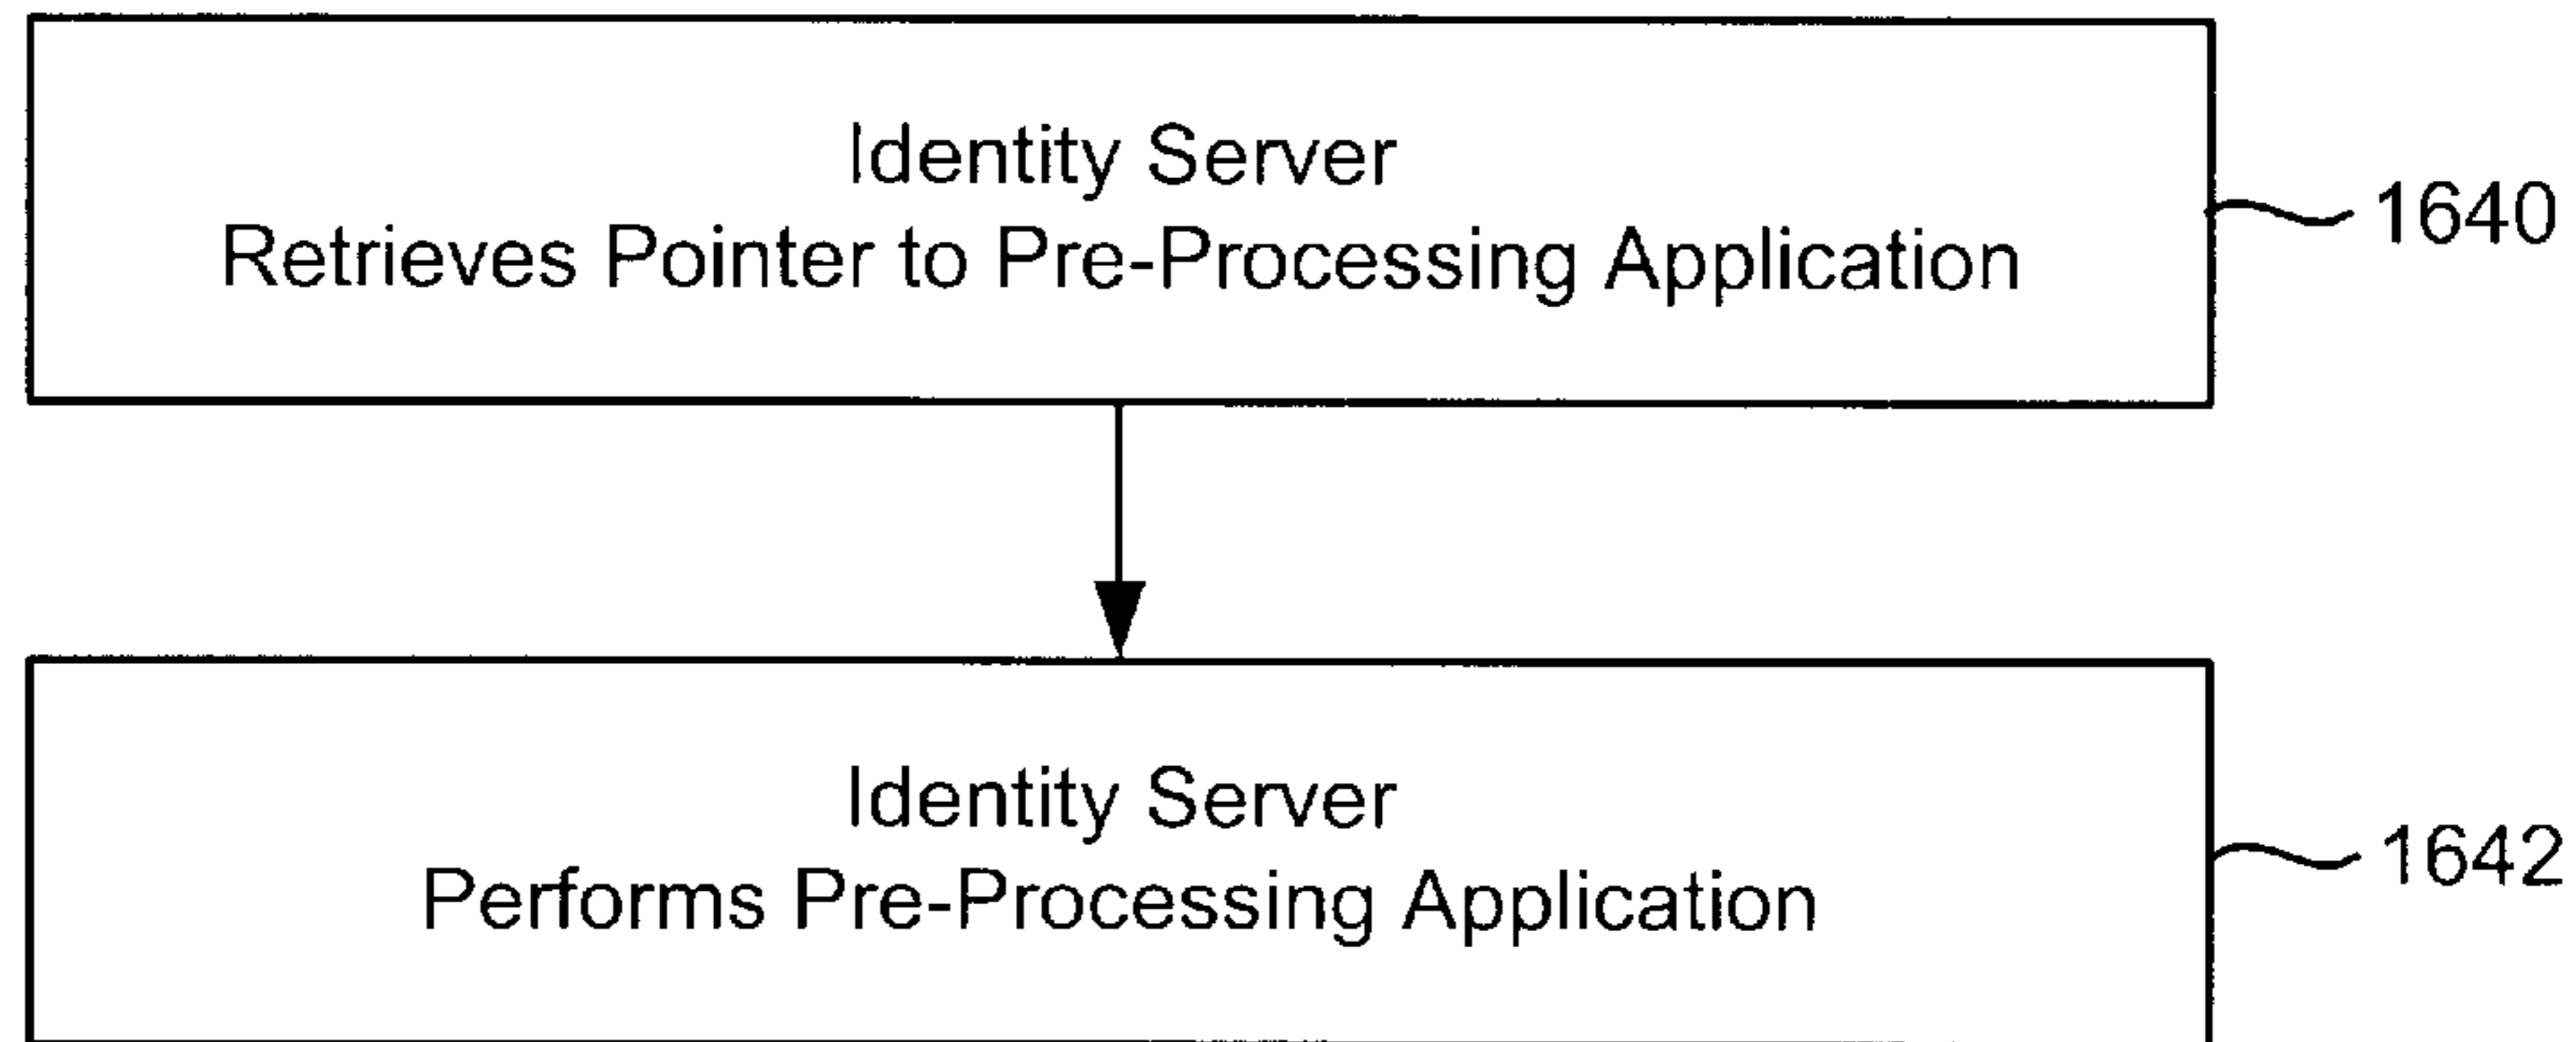 Identity Server
Retrieves Pointer to Pre-Processing Application
1640
Identity Server
Performs Pre-Processing Application
1642